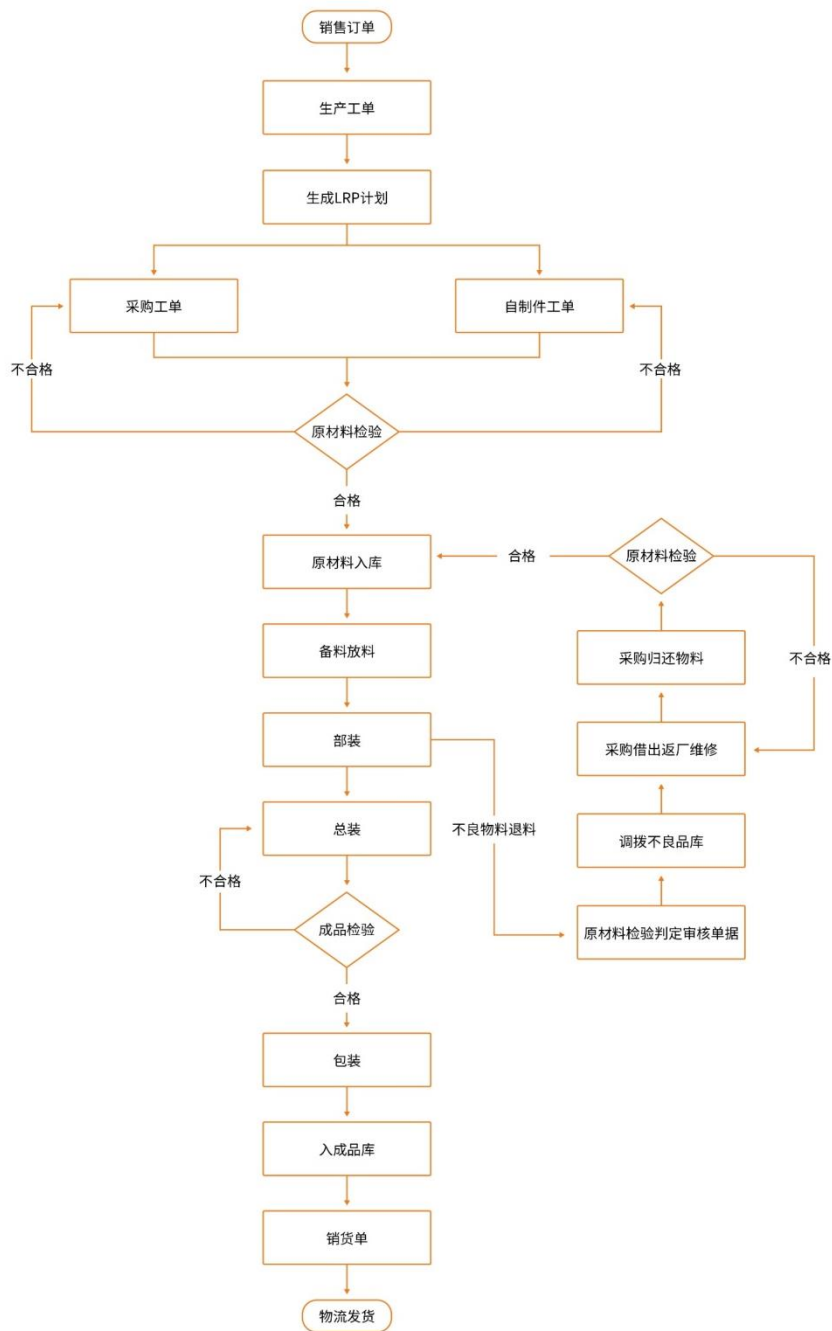 销售订单
生产工单
生成LRP计划
采购工单
自制件工单
不合格
不合格
原材料检验
合格
原材料入库
合格
原材料检验
备料放料
采购归还物料
不合格
部装
采购借出返厂维修
总装
不良物料退料
调拨不良品库
不合格
成品检验
原材料检验判定审核单据
合格
包装
入成品库
销货单
物流发货